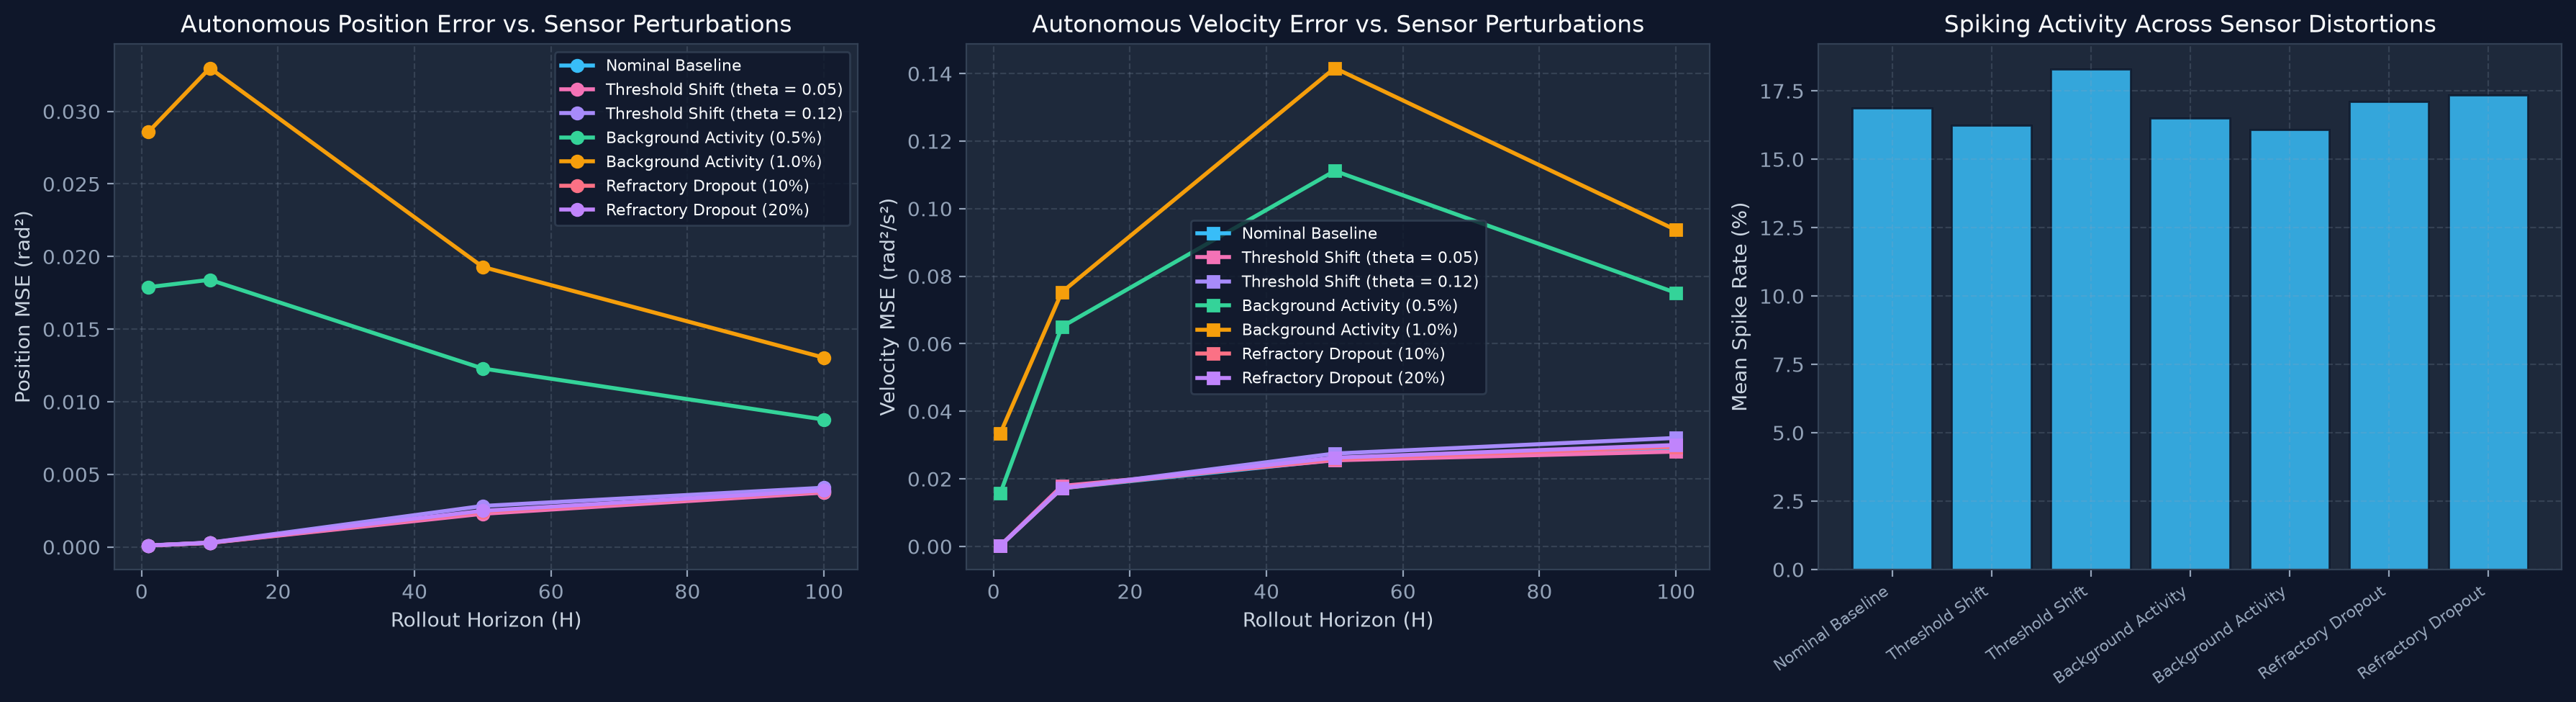 Autonomous Position Error vs. Sensor Perturbations
Position MSE (rad²)
0.030
0.025
0.020
0.015
0.010
0.005
0.000
0 20 40 60 80 100
Rollout Horizon (H)
Nominal Baseline
Threshold Shift (theta = 0.05)
Threshold Shift (theta = 0.12)
Background Activity (0.5%)
Background Activity (1.0%)
Refractory Dropout (10%)
Refractory Dropout (20%)
Autonomous Velocity Error vs. Sensor Perturbations
Velocity MSE (rad²/s²)
0.14
0.12
0.10
0.08
0.06
0.04
0.02
0.00
0 20 40 60 80 100
Rollout Horizon (H)
Nominal Baseline
Threshold Shift (theta = 0.05)
Threshold Shift (theta = 0.12)
Background Activity (0.5%)
Background Activity (1.0%)
Refractory Dropout (10%)
Refractory Dropout (20%)
Spiking Activity Across Sensor Distortions
Mean Spike Rate (%)
17.5
15.0
12.5
10.0
7.5
5.0
2.5
0.0
Nominal Baseline
Threshold Shift
Threshold Shift
Background Activity
Background Activity
Refractory Dropout
Refractory Dropout